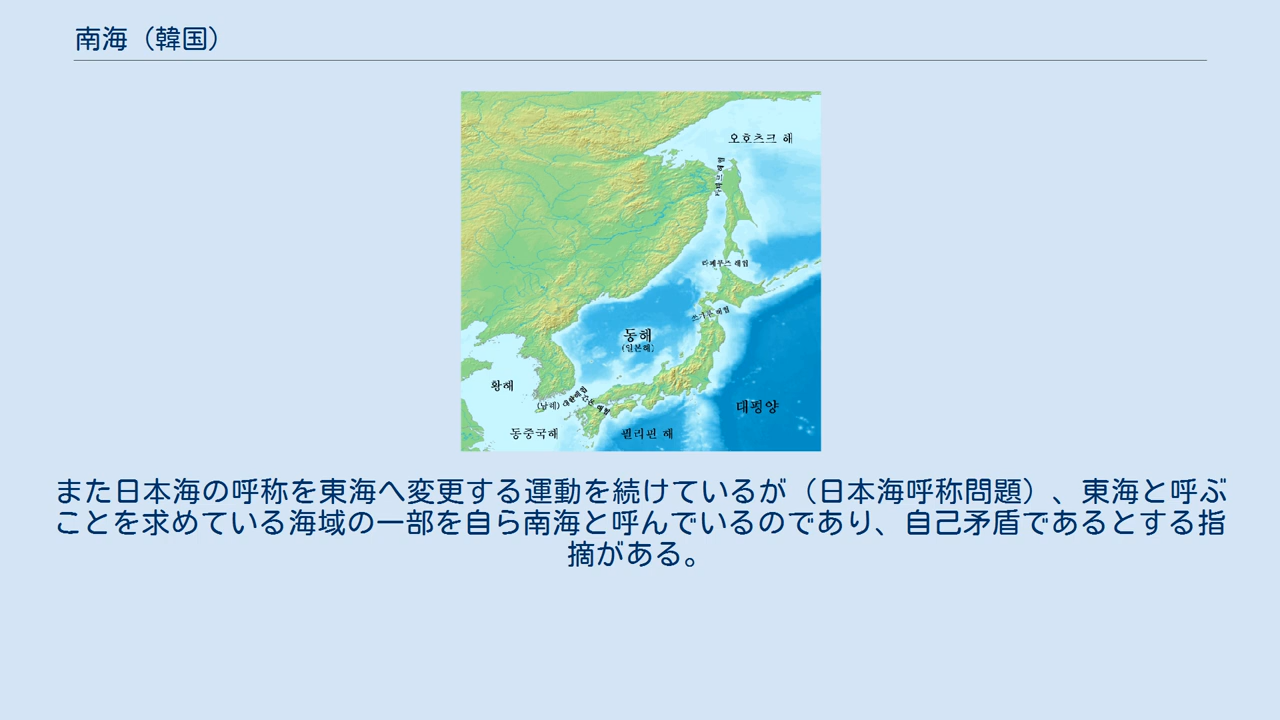 南海（韓国）
오호츠크 해
타타르 해협
라페루즈 해협
쓰가루 해협
동해
(일본해)
황해
(남해)
대한해협
대평양
동중국해
필리핀 해
また日本海の呼称を東海へ変更する運動を続けているが（日本海呼称問題）、東海と呼ぶ
ことを求めている海域の一部を自ら南海と呼んでいるのであり、自己矛盾であるとする指
摘がある。